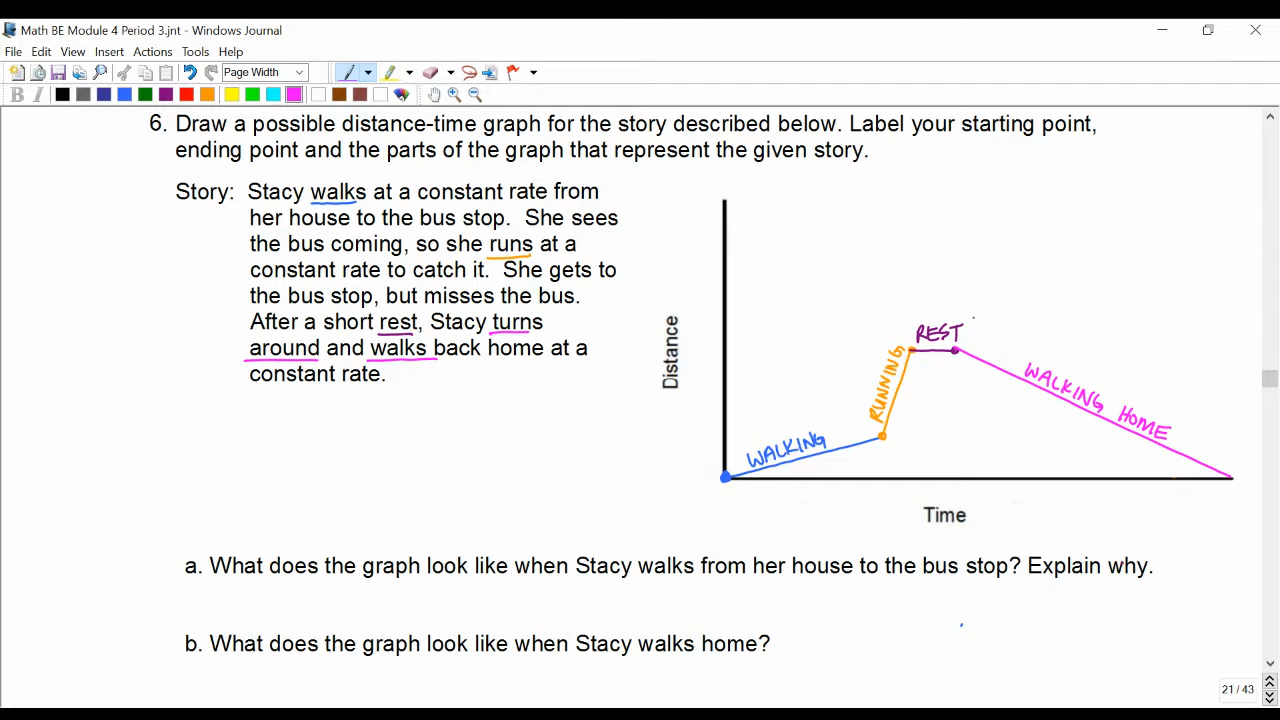 Math BE Module 4 Period 3.jnt - Windows Journal
File Edit View Insert Actions Tools Help
Page Width
B I
6. Draw a possible distance-time graph for the story described below. Label your starting point,
ending point and the parts of the graph that represent the given story.
Story: Stacy walks at a constant rate from
her house to the bus stop. She sees
the bus coming, so she runs at a
constant rate to catch it. She gets to
the bus stop, but misses the bus.
After a short rest, Stacy turns
around and walks back home at a
constant rate.
Distance
WALKING
RUNNING
REST
WALKING HOME
Time
a. What does the graph look like when Stacy walks from her house to the bus stop? Explain why.
b. What does the graph look like when Stacy walks home?
21 / 43